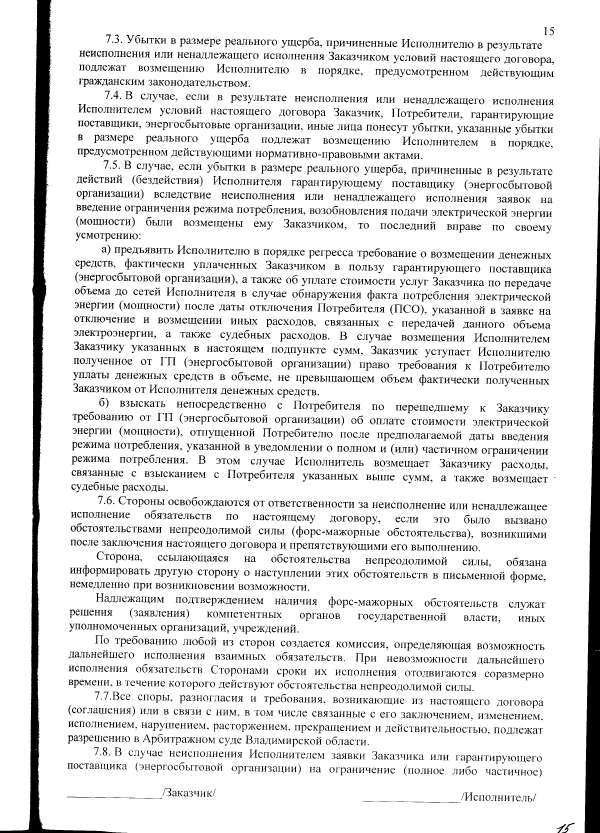 15
7.3. Убытки в размере реального ущерба, причиненные Исполнителю в результате
неисполнения или ненадлежащего исполнения Заказчиком условий настоящего договора,
подлежат возмещению Исполнителю в порядке, предусмотренном действующим
гражданским законодательством.
7.4. В случае, если в результате неисполнения или ненадлежащего исполнения
Исполнителем условий настоящего договора Заказчик, Потребители, гарантирующие
поставщики, энергосбытовые организации, иные лица понесут убытки, указанные убытки
в размере реального ущерба подлежат возмещению Исполнителем в порядке,
предусмотренном действующими нормативно-правовыми актами.
7.5. В случае, если убытки в размере реального ущерба, причиненные в результате
действий (бездействия) Исполнителя гарантирующему поставщику (энергосбытовой
организации) вследствие неисполнения или ненадлежащего исполнения заявок на
введение ограничения режима потребления, возобновления подачи электрической энергии
(мощности) были возмещены ему Заказчиком, то последний вправе по своему
усмотрению:
а) предъявить Исполнителю в порядке регресса требование о возмещении денежных
средств, фактически уплаченных Заказчиком в пользу гарантирующего поставщика
(энергосбытовой организации), а также об уплате стоимости услуг Заказчика по передаче
объема до сетей Исполнителя в случае обнаружения факта потребления электрической
энергии (мощности) после даты отключения Потребителя (ПСО), указанной в заявке на
отключение и возмещении иных расходов, связанных с передачей данного объема
электроэнергии, а также судебных расходов. В случае возмещения Исполнителем
Заказчику указанных в настоящем подпункте сумм, Заказчик уступает Исполнителю
полученное от ГП (энергосбытовой организации) право требования к Потребителю
уплаты денежных средств в объеме, не превышающем объем фактически полученных
Заказчиком от Исполнителя денежных средств.
б) взыскать непосредственно с Потребителя по перешедшему к Заказчику
требованию от ГП (энергосбытовой организации) об оплате стоимости электрической
энергии (мощности), отпущенной Потребителю после предполагаемой даты введения
режима потребления, указанной в уведомлении о полном и (или) частичном ограничении
режима потребления. В этом случае Исполнитель возмещает Заказчику расходы,
связанные с взысканием с Потребителя указанных выше сумм, а также возмещает
судебные расходы.
7.6. Стороны освобождаются от ответственности за неисполнение или ненадлежащее
исполнение обязательств по настоящему договору, если это было вызвано
обстоятельствами непреодолимой силы (форс-мажорные обстоятельства), возникшими
после заключения настоящего договора и препятствующими его выполнению.
Сторона, ссылающаяся на обстоятельства непреодолимой силы, обязана
информировать другую сторону о наступлении этих обстоятельств в письменной форме,
немедленно при возникновении возможности.
Надлежащим подтверждением наличия форс-мажорных обстоятельств служат
решения (заявления) компетентных органов государственной власти, иных
уполномоченных организаций, учреждений.
По требованию любой из сторон создается комиссия, определяющая возможность
дальнейшего исполнения взаимных обязательств. При невозможности дальнейшего
исполнения обязательств Сторонами сроки их исполнения отодвигаются соразмерно
времени, в течение которого действуют обстоятельства непреодолимой силы.
7.7.Все споры, разногласия и требования, возникающие из настоящего договора
(соглашения) или в связи с ним, в том числе связанные с его заключением, изменением,
исполнением, нарушением, расторжением, прекращением и действительностью, подлежат
разрешению в Арбитражном суде Владимирской области.
7.8. В случае неисполнения Исполнителем заявки Заказчика или гарантирующего
поставщика (энергосбытовой организации) на ограничение (полное либо частичное)
________________/Заказчик/ ________________/Исполнитель/
15